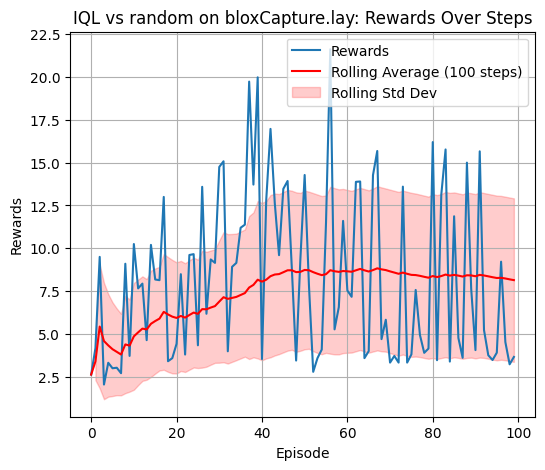 IQL vs random on bloxCapture.lay: Rewards Over Steps
Rewards
Rolling Average (100 steps)
Rolling Std Dev
22.5
20.0
17.5
15.0
12.5
10.0
7.5
5.0
2.5
Rewards
0
20
40
60
80
100
Episode